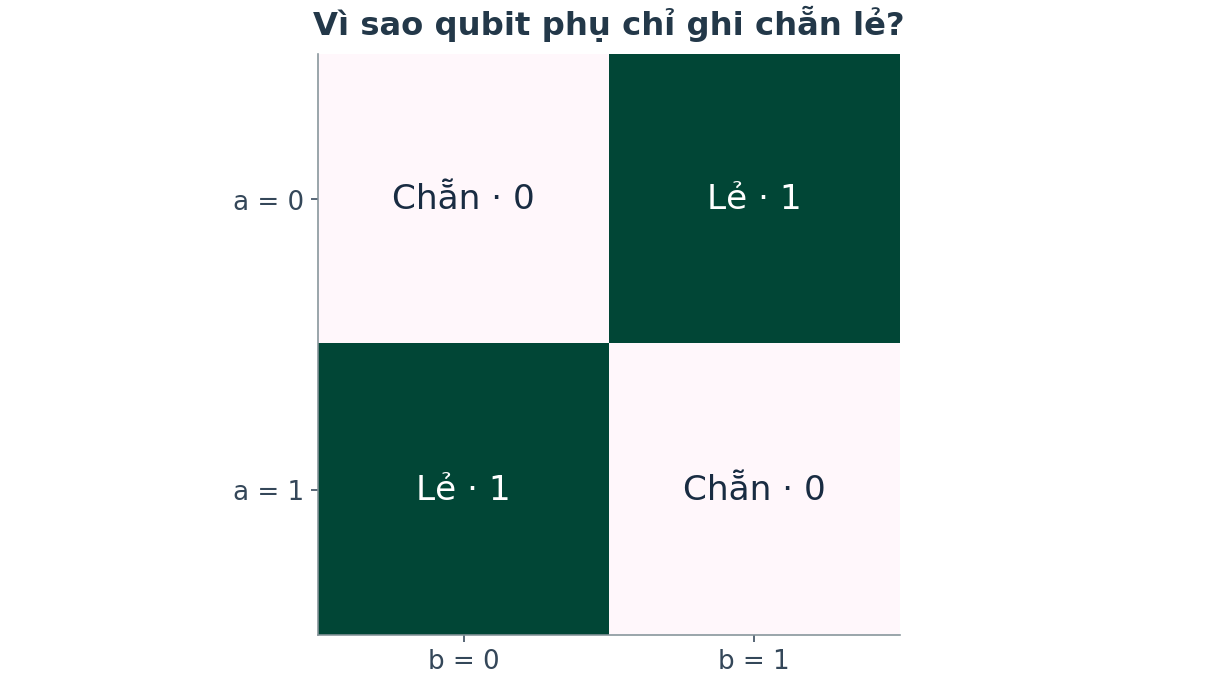 Vì sao qubit phụ chỉ ghi chẵn lẻ?
a = 0
Chẵn · 0
Lẻ · 1
a = 1
Lẻ · 1
Chẵn · 0
b = 0
b = 1